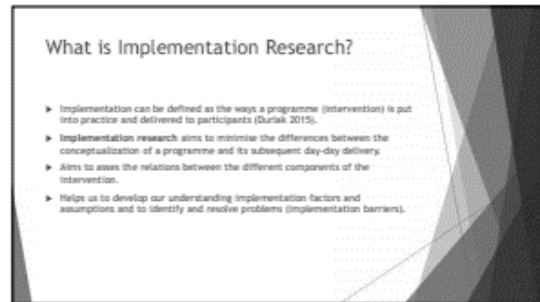 What is Implementation Research?
Implementation can be defined as the ways a programme (intervention) is put
into practice and delivered to participants (Durlak 2015).
Implementation research aims to minimise the differences between the
conceptualization of a programme and its subsequent day-day delivery.
Aims to asses the relations between the different components of the
intervention.
Helps us to develop our understanding implementation factors and
assumptions and to identify and resolve problems (implementation barriers).